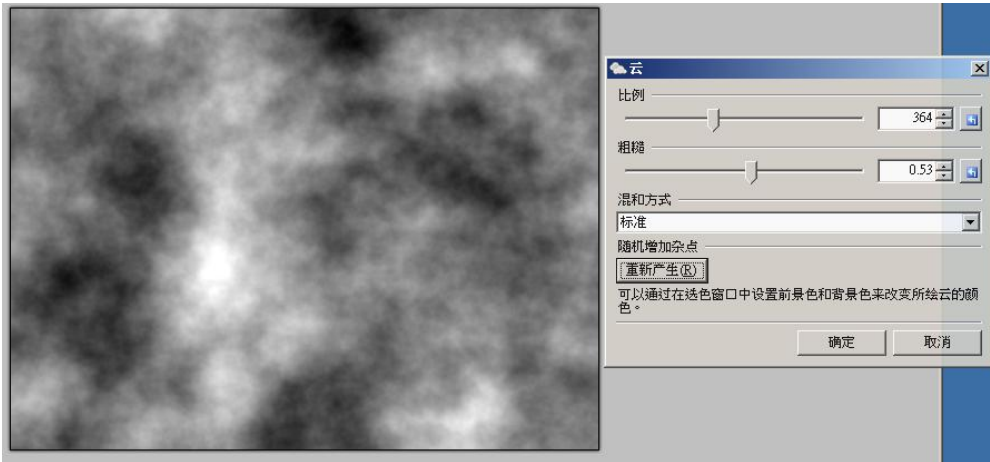 云
比例
364
粗糙
0.53
混和方式
标准
随机增加杂点
重新产生(R)
可以通过在选色窗口中设置前景色和背景色来改变所绘云的颜
色。
确定
取消